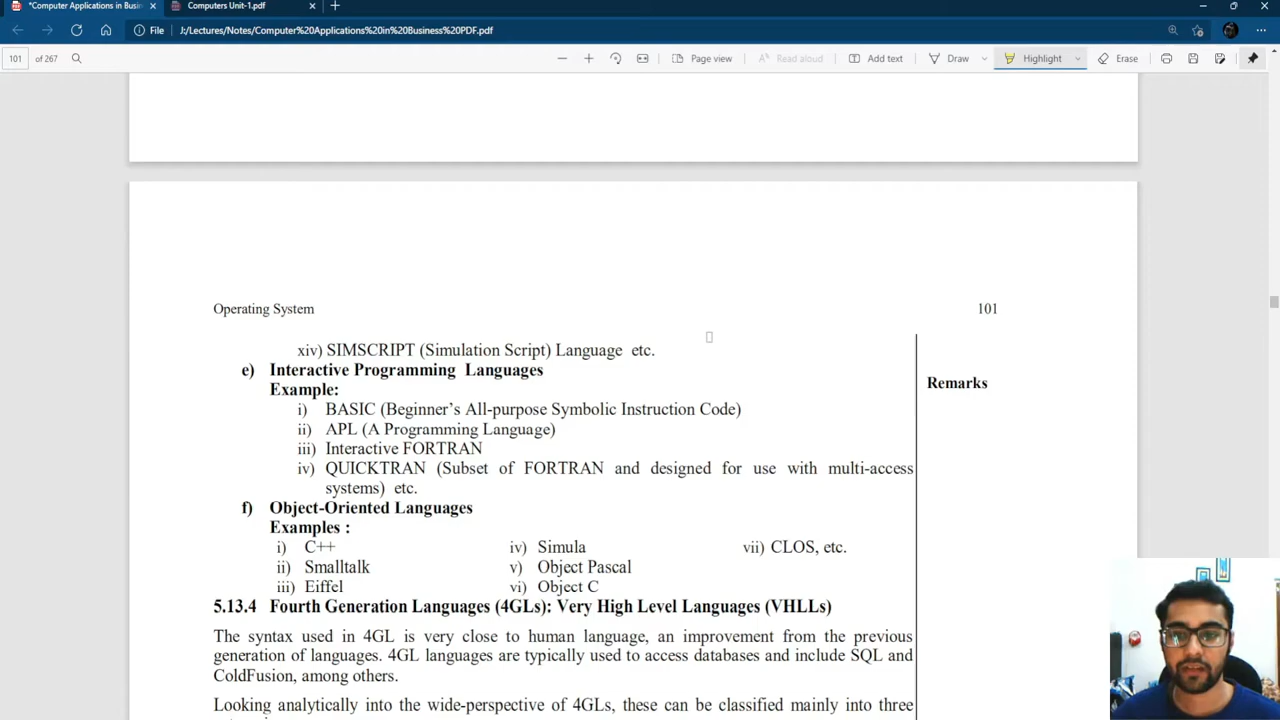 *Computer Applications in Busin
Computers Unit-1.pdf
File
J:/Lectures/Notes/Computer%20Applications%20in%20Business%20PDF.pdf
101 of 267
Page view
Read aloud
Add text
Draw
Highlight
Erase
Operating System 101
xiv) SIMSCRIPT (Simulation Script) Language etc.
e) Interactive Programming Languages
Remarks
Example:
i) BASIC (Beginner's All-purpose Symbolic Instruction Code)
ii) APL (A Programming Language)
iii) Interactive FORTRAN
iv) QUICKTRAN (Subset of FORTRAN and designed for use with multi-access
systems) etc.
f) Object-Oriented Languages
Examples :
i) C++ iv) Simula vii) CLOS, etc.
ii) Smalltalk v) Object Pascal
iii) Eiffel vi) Object C
5.13.4 Fourth Generation Languages (4GLs): Very High Level Languages (VHLLs)
The syntax used in 4GL is very close to human language, an improvement from the previous
generation of languages. 4GL languages are typically used to access databases and include SQL and
ColdFusion, among others.
Looking analytically into the wide-perspective of 4GLs, these can be classified mainly into three